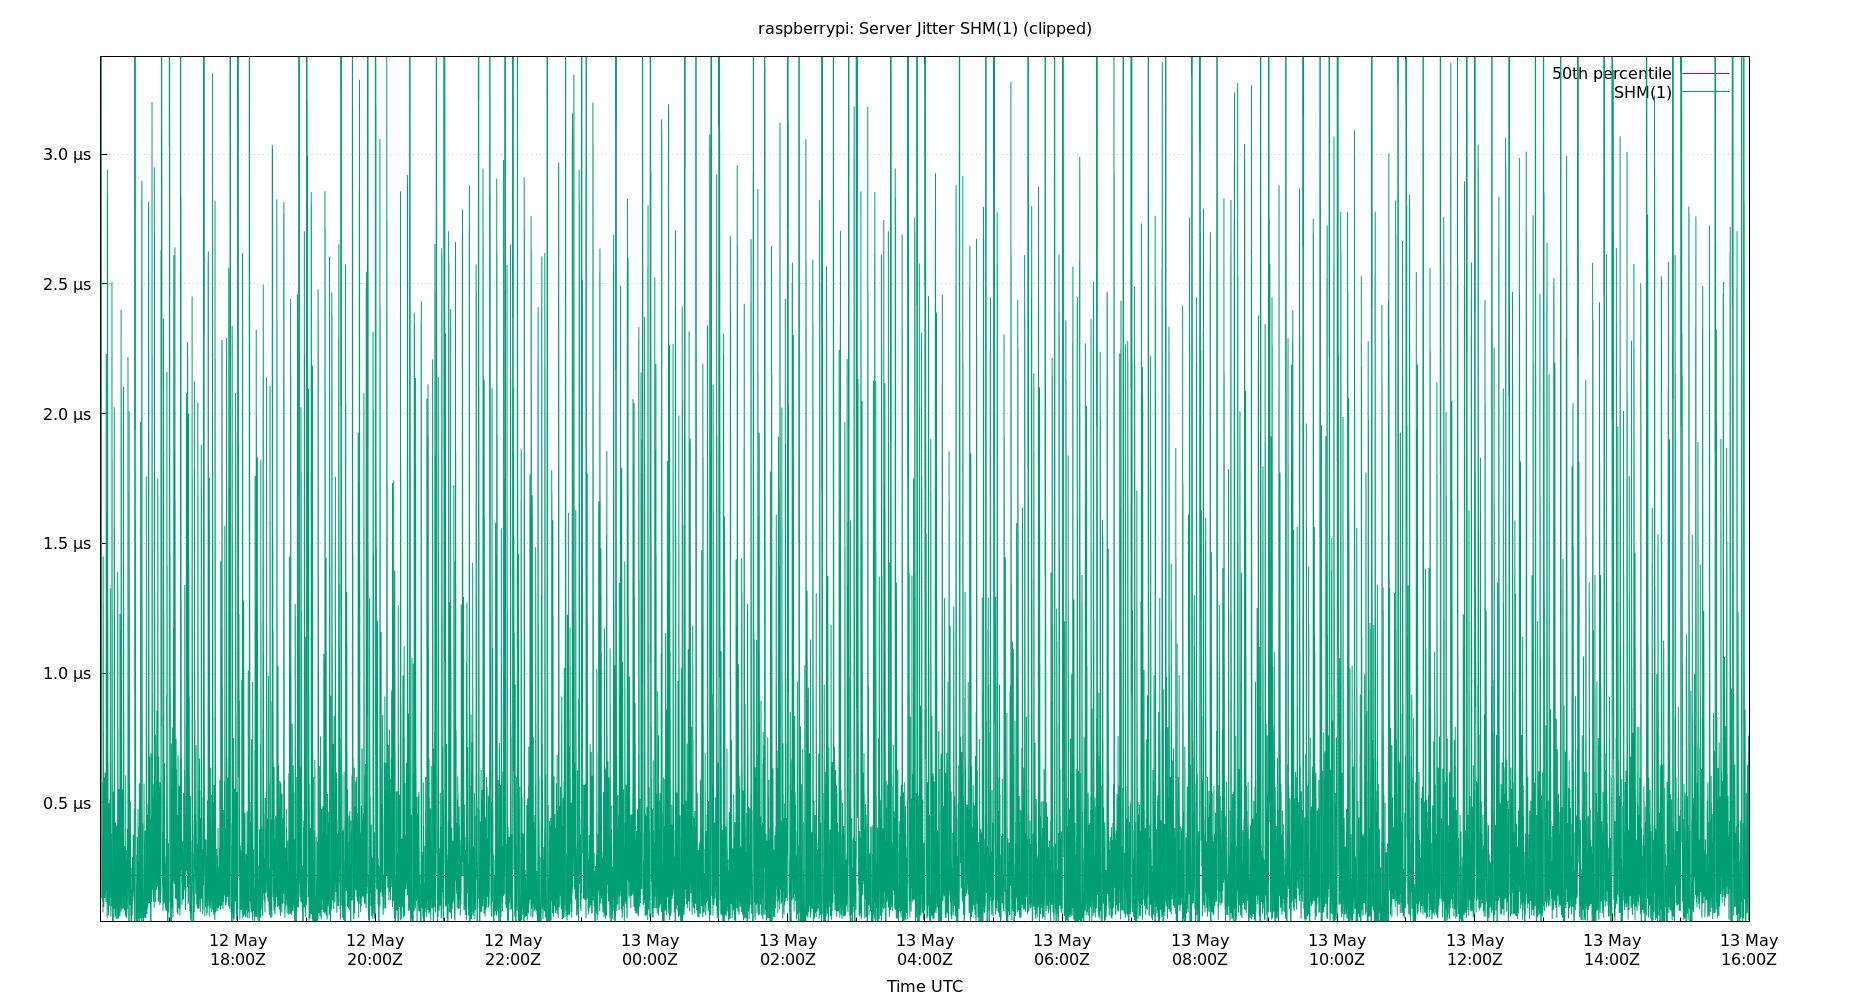 raspberrypi: Server Jitter SHM(1) (clipped)
50th percentile
SHM(1)
3.0 µs
2.5 µs
2.0 µs
1.5 µs
1.0 µs
0.5 µs
12 May 12 May 12 May 13 May 13 May 13 May 13 May 13 May 13 May 13 May 13 May 13 May
18:00Z 20:00Z 22:00Z 00:00Z 02:00Z 04:00Z 06:00Z 08:00Z 10:00Z 12:00Z 14:00Z 16:00Z
Time UTC